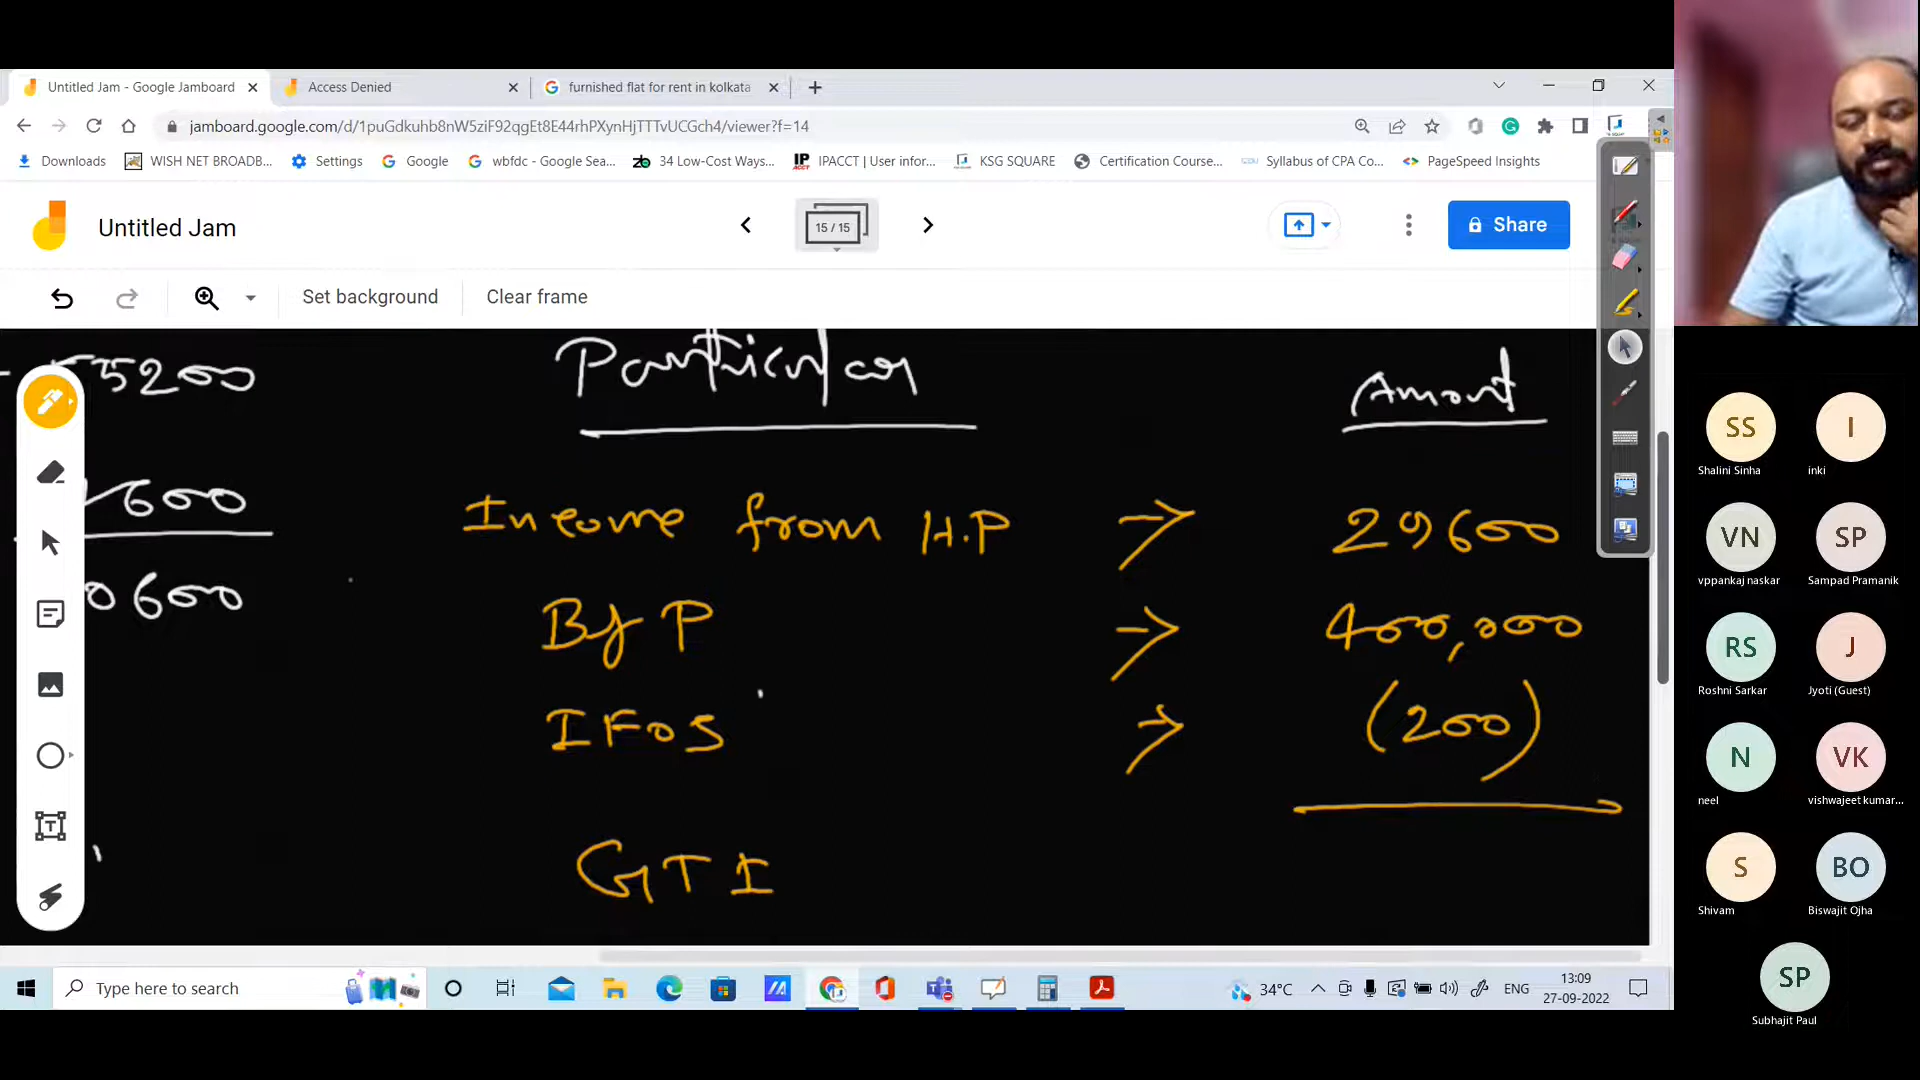 Untitled Jam - Google Jamboard
Access Denied
furnished flat for rent in kolkata
jamboard.google.com/d/1puGdkuhb8nW5ziF92qgEt8E44rhPXynHjTTTvUCGch4/viewer?f=14
Downloads
WISH NET BROADB...
Settings
Google
wbfdc - Google Sea...
34 Low-Cost Ways...
IPACCT | User infor...
KSG SQUARE
Certification Course...
Syllabus of CPA Co...
PageSpeed Insights
Untitled Jam
15 / 15
Share
Set background
Clear frame
Particular
Amount
55200
600
0600
Income from H.P → 29600
B&P → 400,000
IFOS → (200)
GTI
SS
Shalini Sinha
I
inki
VN
vppankaj naskar
SP
Sampad Pramanik
RS
Roshni Sarkar
J
Jyoti (Guest)
N
neel
VK
vishwajeet kumar...
S
Shivam
BO
Biswajit Ojha
SP
Subhajit Paul
Type here to search
34°C
ENG
13:09
27-09-2022